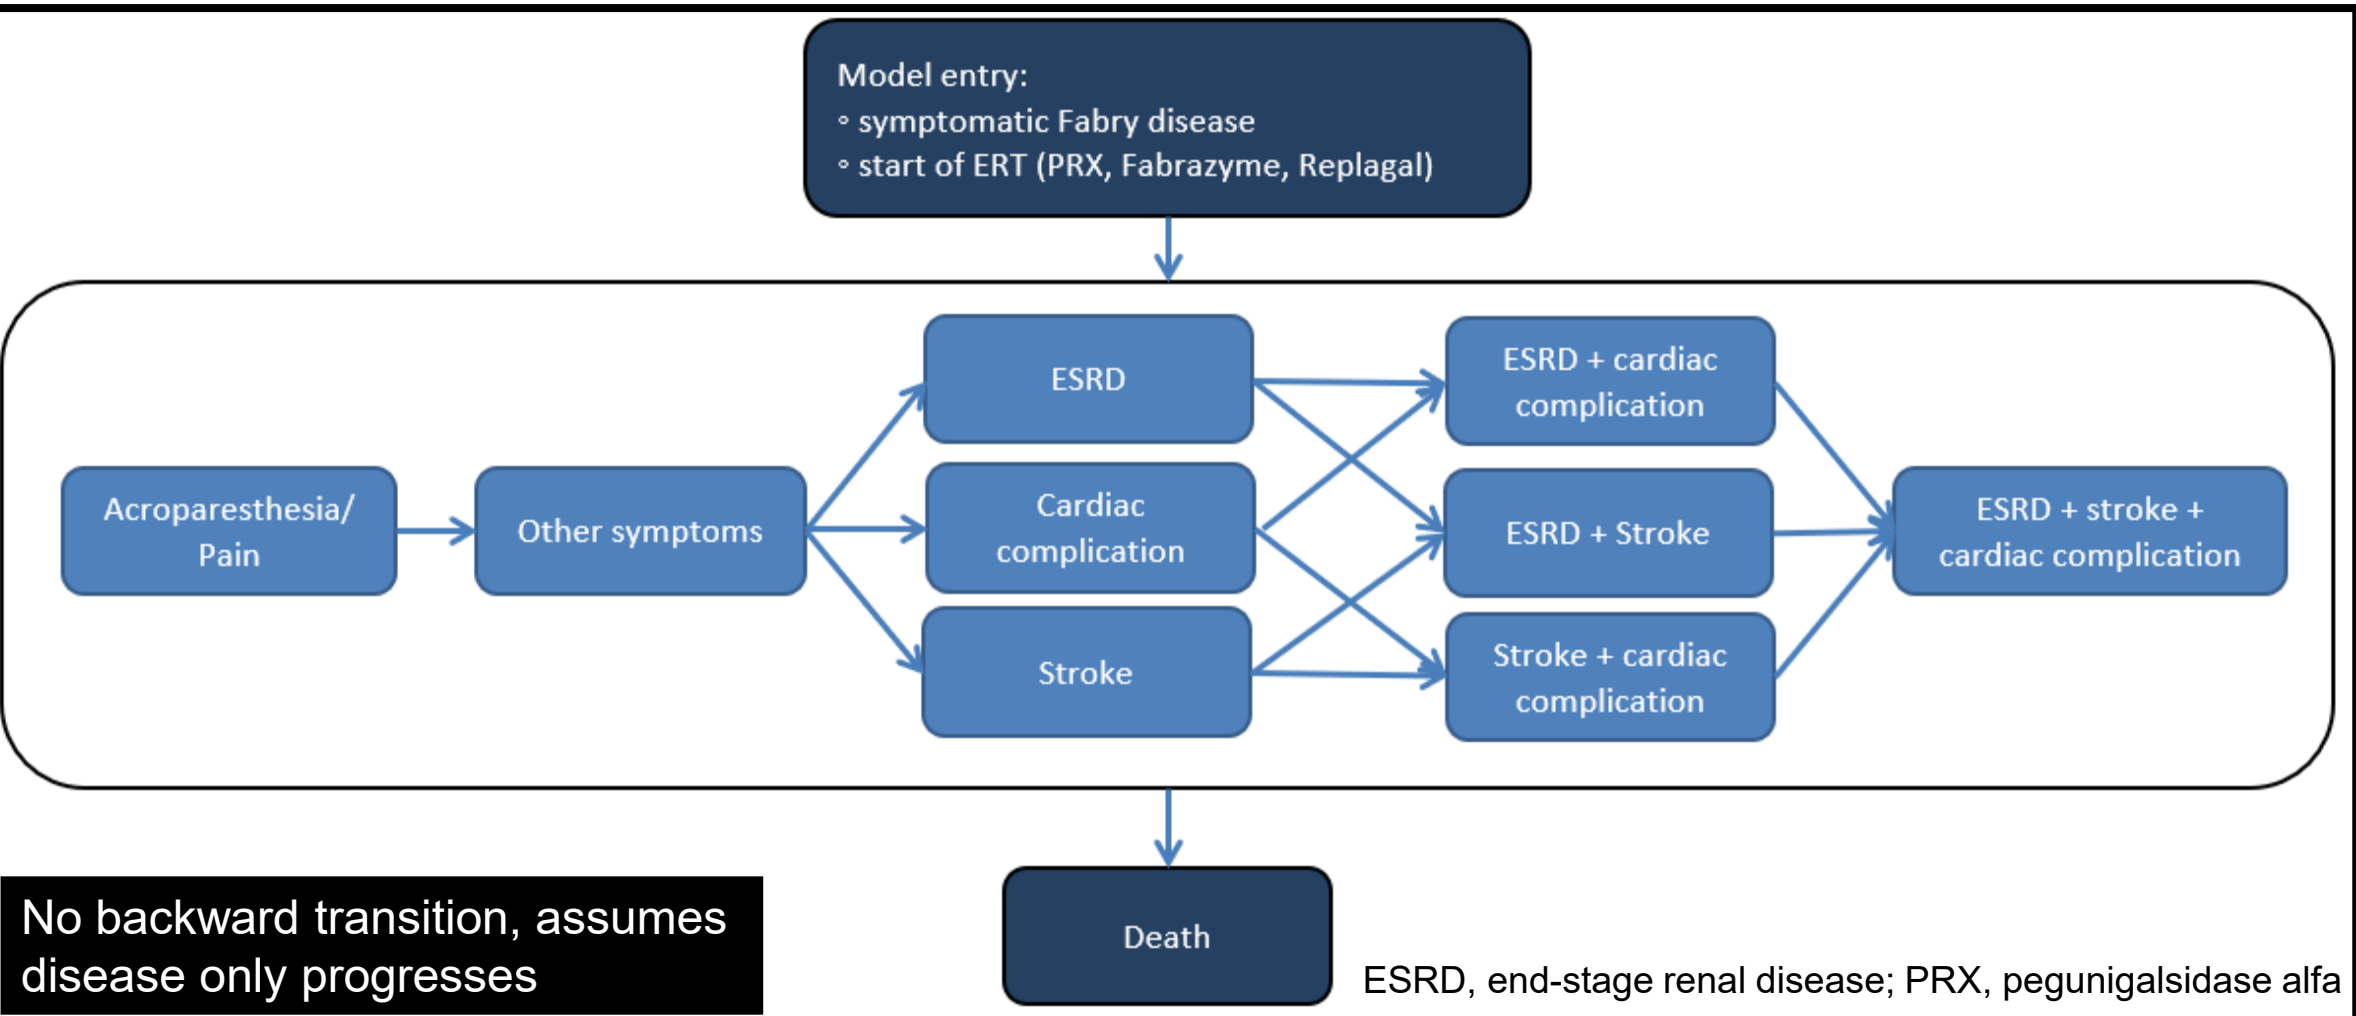 Model entry:
∘ symptomatic Fabry disease
∘ start of ERT (PRX, Fabrazyme, Replagal)
Acroparesthesia/
Pain
Other symptoms
ESRD
Cardiac
complication
Stroke
ESRD + cardiac
complication
ESRD + Stroke
Stroke + cardiac
complication
ESRD + stroke +
cardiac complication
Death
No backward transition, assumes
disease only progresses
ESRD, end-stage renal disease; PRX, pegunigalsidase alfa